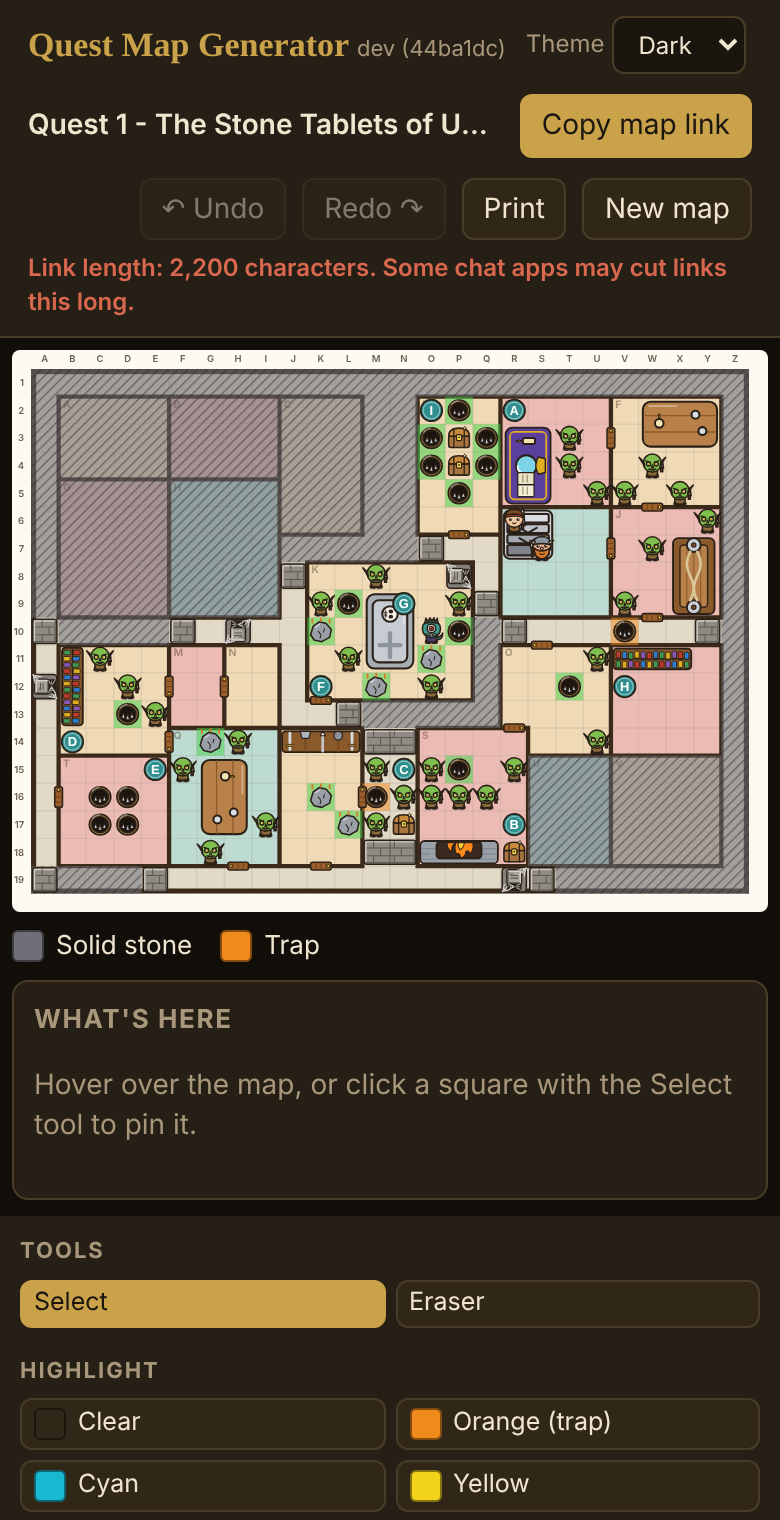 Quest Map Generator dev (44ba1dc) Theme Dark
Quest 1 - The Stone Tablets of U... Copy map link
↶ Undo Redo ↷ Print New map
Link length: 2,200 characters. Some chat apps may cut links
this long.
A B C D E F G H I J K L M N O P Q R S T U V W X Y Z
1
2 I A F
3
4
5
6
7 J
8 K
9 G
10
11 M N O
12 F H
13
14 D Q S
15 T E C
16
17 B
18
19
Solid stone Trap
WHAT'S HERE
Hover over the map, or click a square with the Select
tool to pin it.
TOOLS
Select Eraser
HIGHLIGHT
Clear Orange (trap)
Cyan Yellow